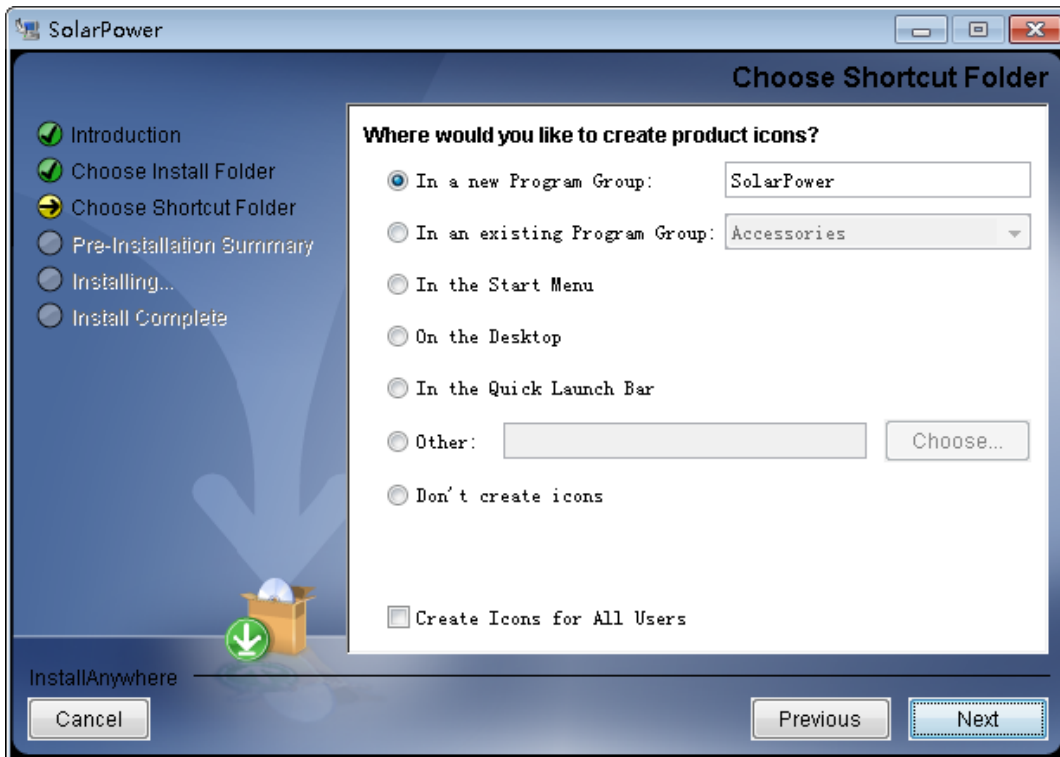 SolarPower
Choose Shortcut Folder
Introduction
Choose Install Folder
Choose Shortcut Folder
Pre-Installation Summary
Installing...
Install Complete
Where would you like to create product icons?
In a new Program Group: SolarPower
In an existing Program Group: Accessories
In the Start Menu
On the Desktop
In the Quick Launch Bar
Other: Choose...
Don't create icons
Create Icons for All Users
InstallAnywhere
Cancel Previous Next